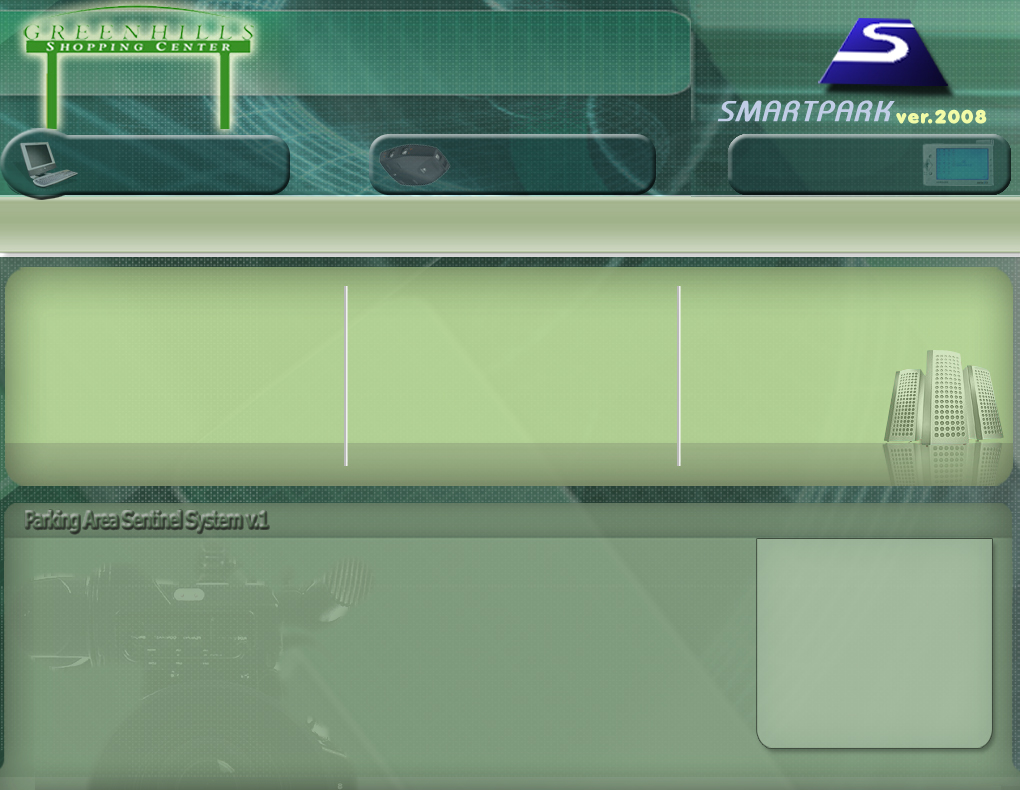 GREENHILLS
SHOPPING CENTER
S
SMARTPARK ver.2008
Parking Area Sentinel System v.1